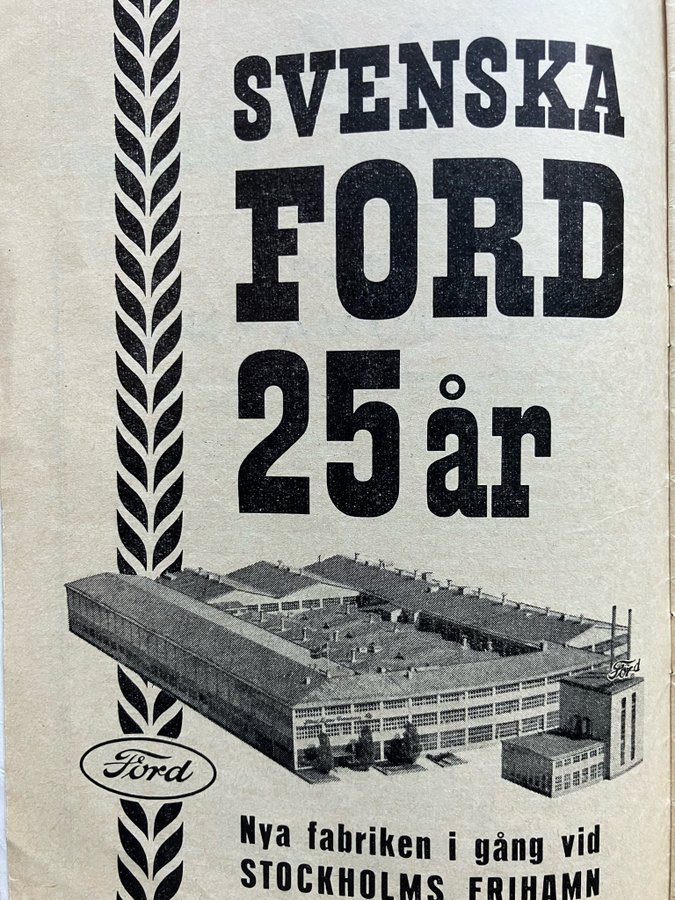 SVENSKA
FORD
25 år
Ford
Ford
Nya fabriken i gång vid
STOCKHOLMS FRIHAMN